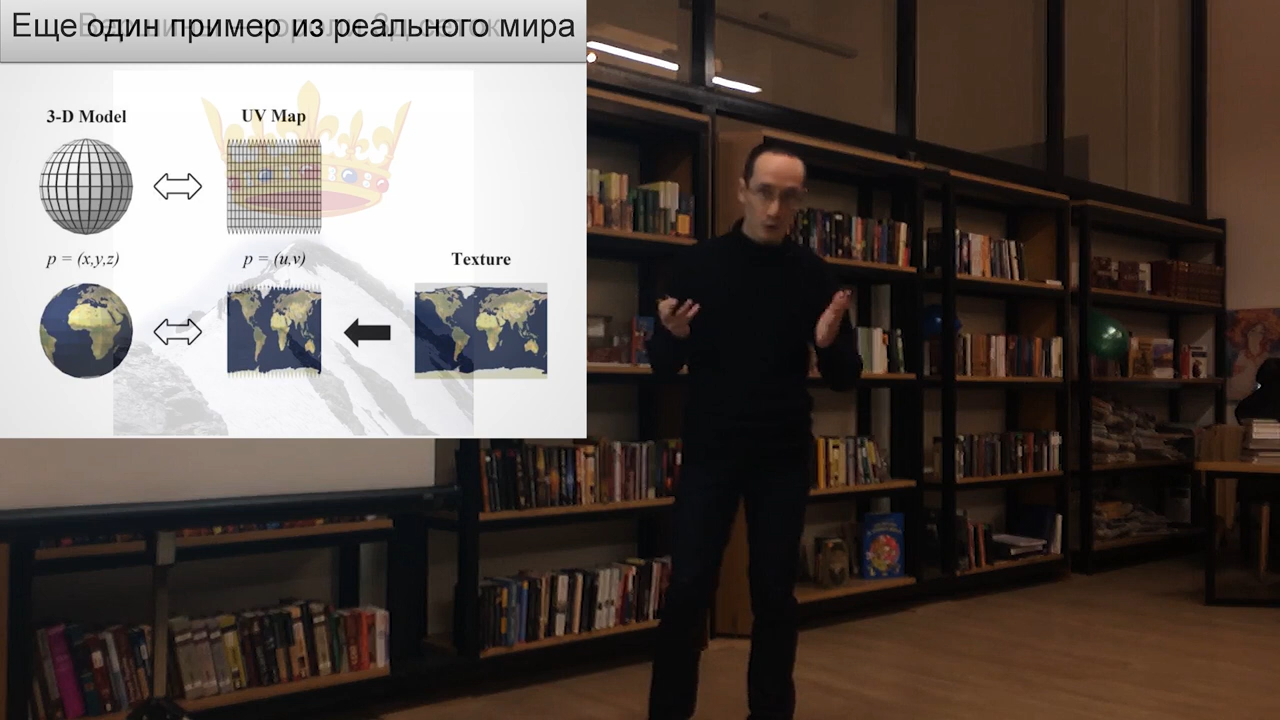 Еще один пример из реального мира
3-D Model
UV Map
p = (x,y,z)
p = (u,v)
Texture